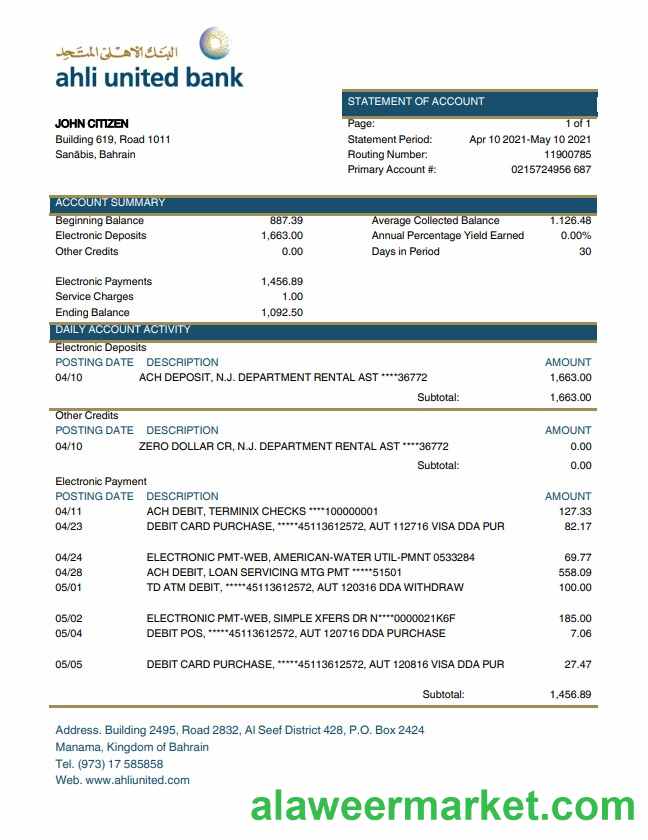 البنك الاهلي المتحد
ahli united bank
STATEMENT OF ACCOUNT
JOHN CITIZEN
Building 619, Road 1011
Sanābis, Bahrain
Page: 1 of 1
Statement Period: Apr 10 2021-May 10 2021
Routing Number: 11900785
Primary Account #: 0215724956 687
ACCOUNT SUMMARY
Beginning Balance 887.39 Average Collected Balance 1.126.48
Electronic Deposits 1,663.00 Annual Percentage Yield Earned 0.00%
Other Credits 0.00 Days in Period 30
Electronic Payments 1,456.89
Service Charges 1.00
Ending Balance 1,092.50
DAILY ACCOUNT ACTIVITY
Electronic Deposits
POSTING DATE DESCRIPTION AMOUNT
04/10 ACH DEPOSIT, N.J. DEPARTMENT RENTAL AST ****36772 1,663.00
Subtotal: 1,663.00
Other Credits
POSTING DATE DESCRIPTION AMOUNT
04/10 ZERO DOLLAR CR, N.J. DEPARTMENT RENTAL AST ****36772 0.00
Subtotal: 0.00
Electronic Payment
POSTING DATE DESCRIPTION AMOUNT
04/11 ACH DEBIT, TERMINIX CHECKS ****100000001 127.33
04/23 DEBIT CARD PURCHASE, *****45113612572, AUT 112716 VISA DDA PUR 82.17
04/24 ELECTRONIC PMT-WEB, AMERICAN-WATER UTIL-PMNT 0533284 69.77
04/28 ACH DEBIT, LOAN SERVICING MTG PMT *****51501 558.09
05/01 TD ATM DEBIT, *****45113612572, AUT 120316 DDA WITHDRAW 100.00
05/02 ELECTRONIC PMT-WEB, SIMPLE XFERS DR N****0000021K6F 185.00
05/04 DEBIT POS, *****45113612572, AUT 120716 DDA PURCHASE 7.06
05/05 DEBIT CARD PURCHASE, *****45113612572, AUT 120816 VISA DDA PUR 27.47
Subtotal: 1,456.89
Address. Building 2495, Road 2832, Al Seef District 428, P.O. Box 2424
Manama, Kingdom of Bahrain
Tel. (973) 17 585858
Web. www.ahliunited.com
alaweermarket.com